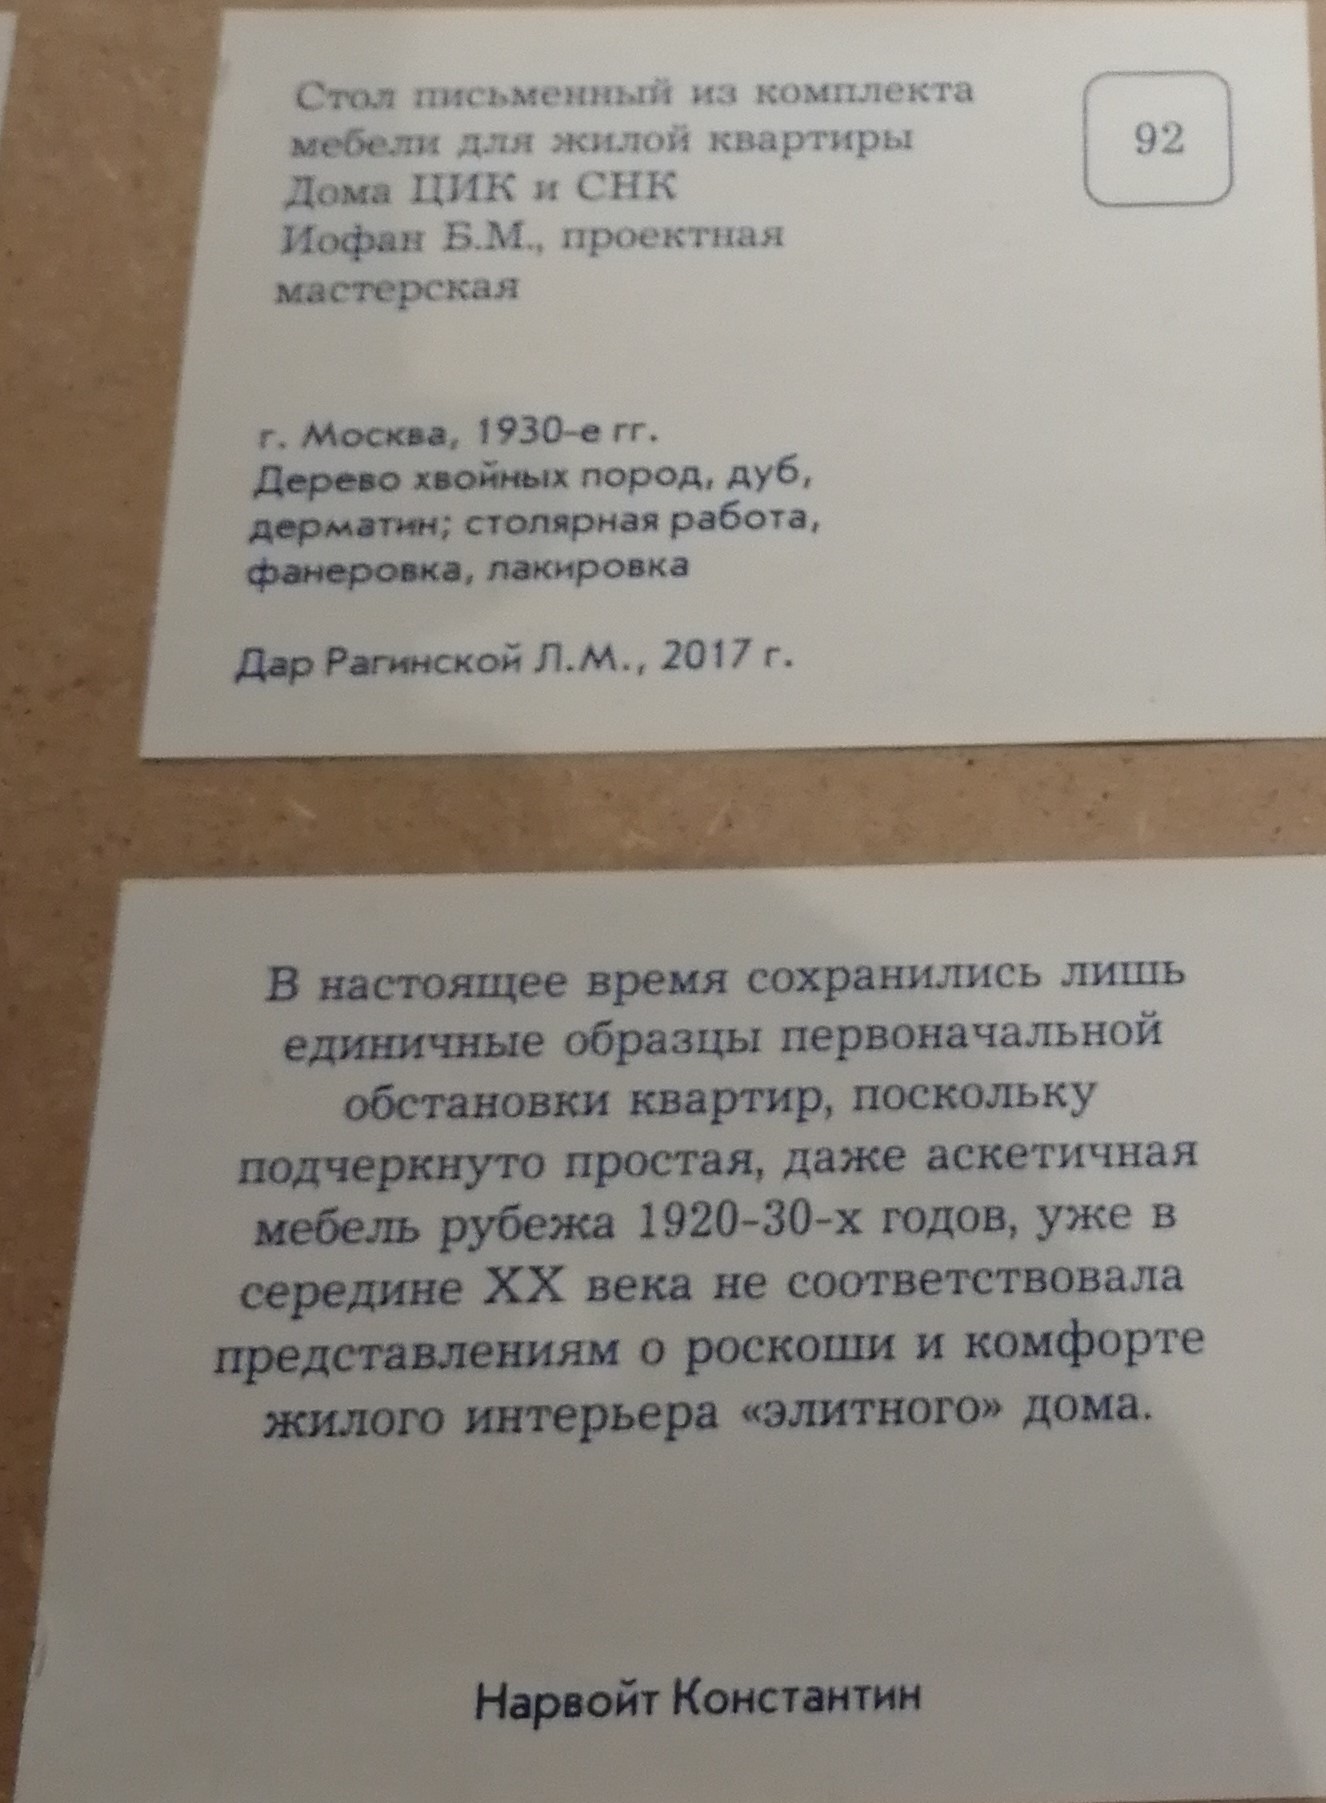 Стол письменный из комплекта
мебели для жилой квартиры
Дома ЦИК и СНК
Иофан Б.М., проектная
мастерская
92
г. Москва, 1930-е гг.
Дерево хвойных пород, дуб,
дерматин; столярная работа,
фанеровка, лакировка
Дар Рагинской Л.М., 2017 г.
В настоящее время сохранились лишь
единичные образцы первоначальной
обстановки квартир, поскольку
подчеркнуто простая, даже аскетичная
мебель рубежа 1920-30-х годов, уже в
середине XX века не соответствовала
представлениям о роскоши и комфорте
жилого интерьера «элитного» дома.
Нарвойт Константин